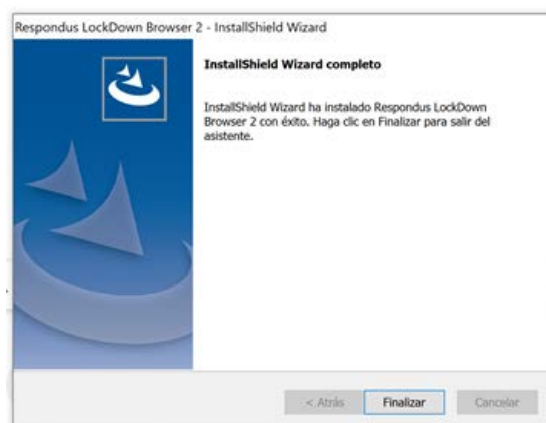 Respondus LockDown Browser 2 - InstallShield Wizard
InstallShield Wizard completo
InstallShield Wizard ha instalado Respondus LockDown
Browser 2 con éxito. Haga clic en Finalizar para salir del
asistente.
< Atrás
Finalizar
Cancelar